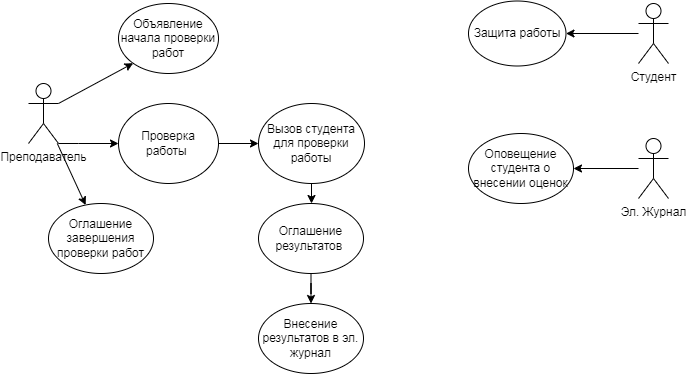 Объявление
начала проверки
работ
Защита работы
Студент
Преподаватель
Проверка
работы
Вызов студента
для проверки
работы
Оповещение
студента о
внесении оценок
Эл. Журнал
Оглашение
завершения
проверки работ
Оглашение
результатов
Внесение
результатов в эл.
журнал